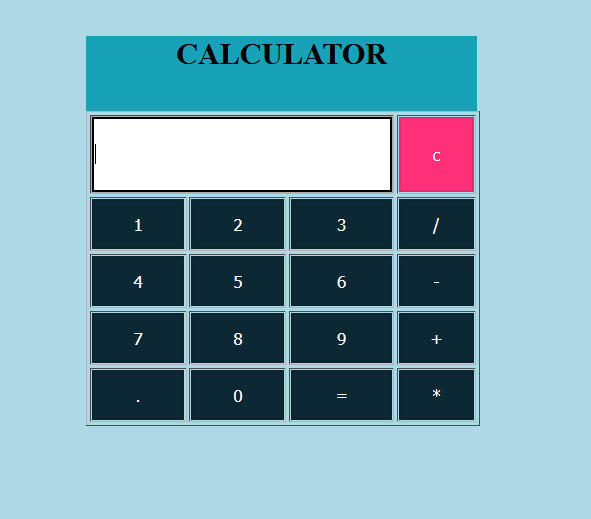 CALCULATOR
c
1 2 3 /
4 5 6 -
7 8 9 +
. 0 = *